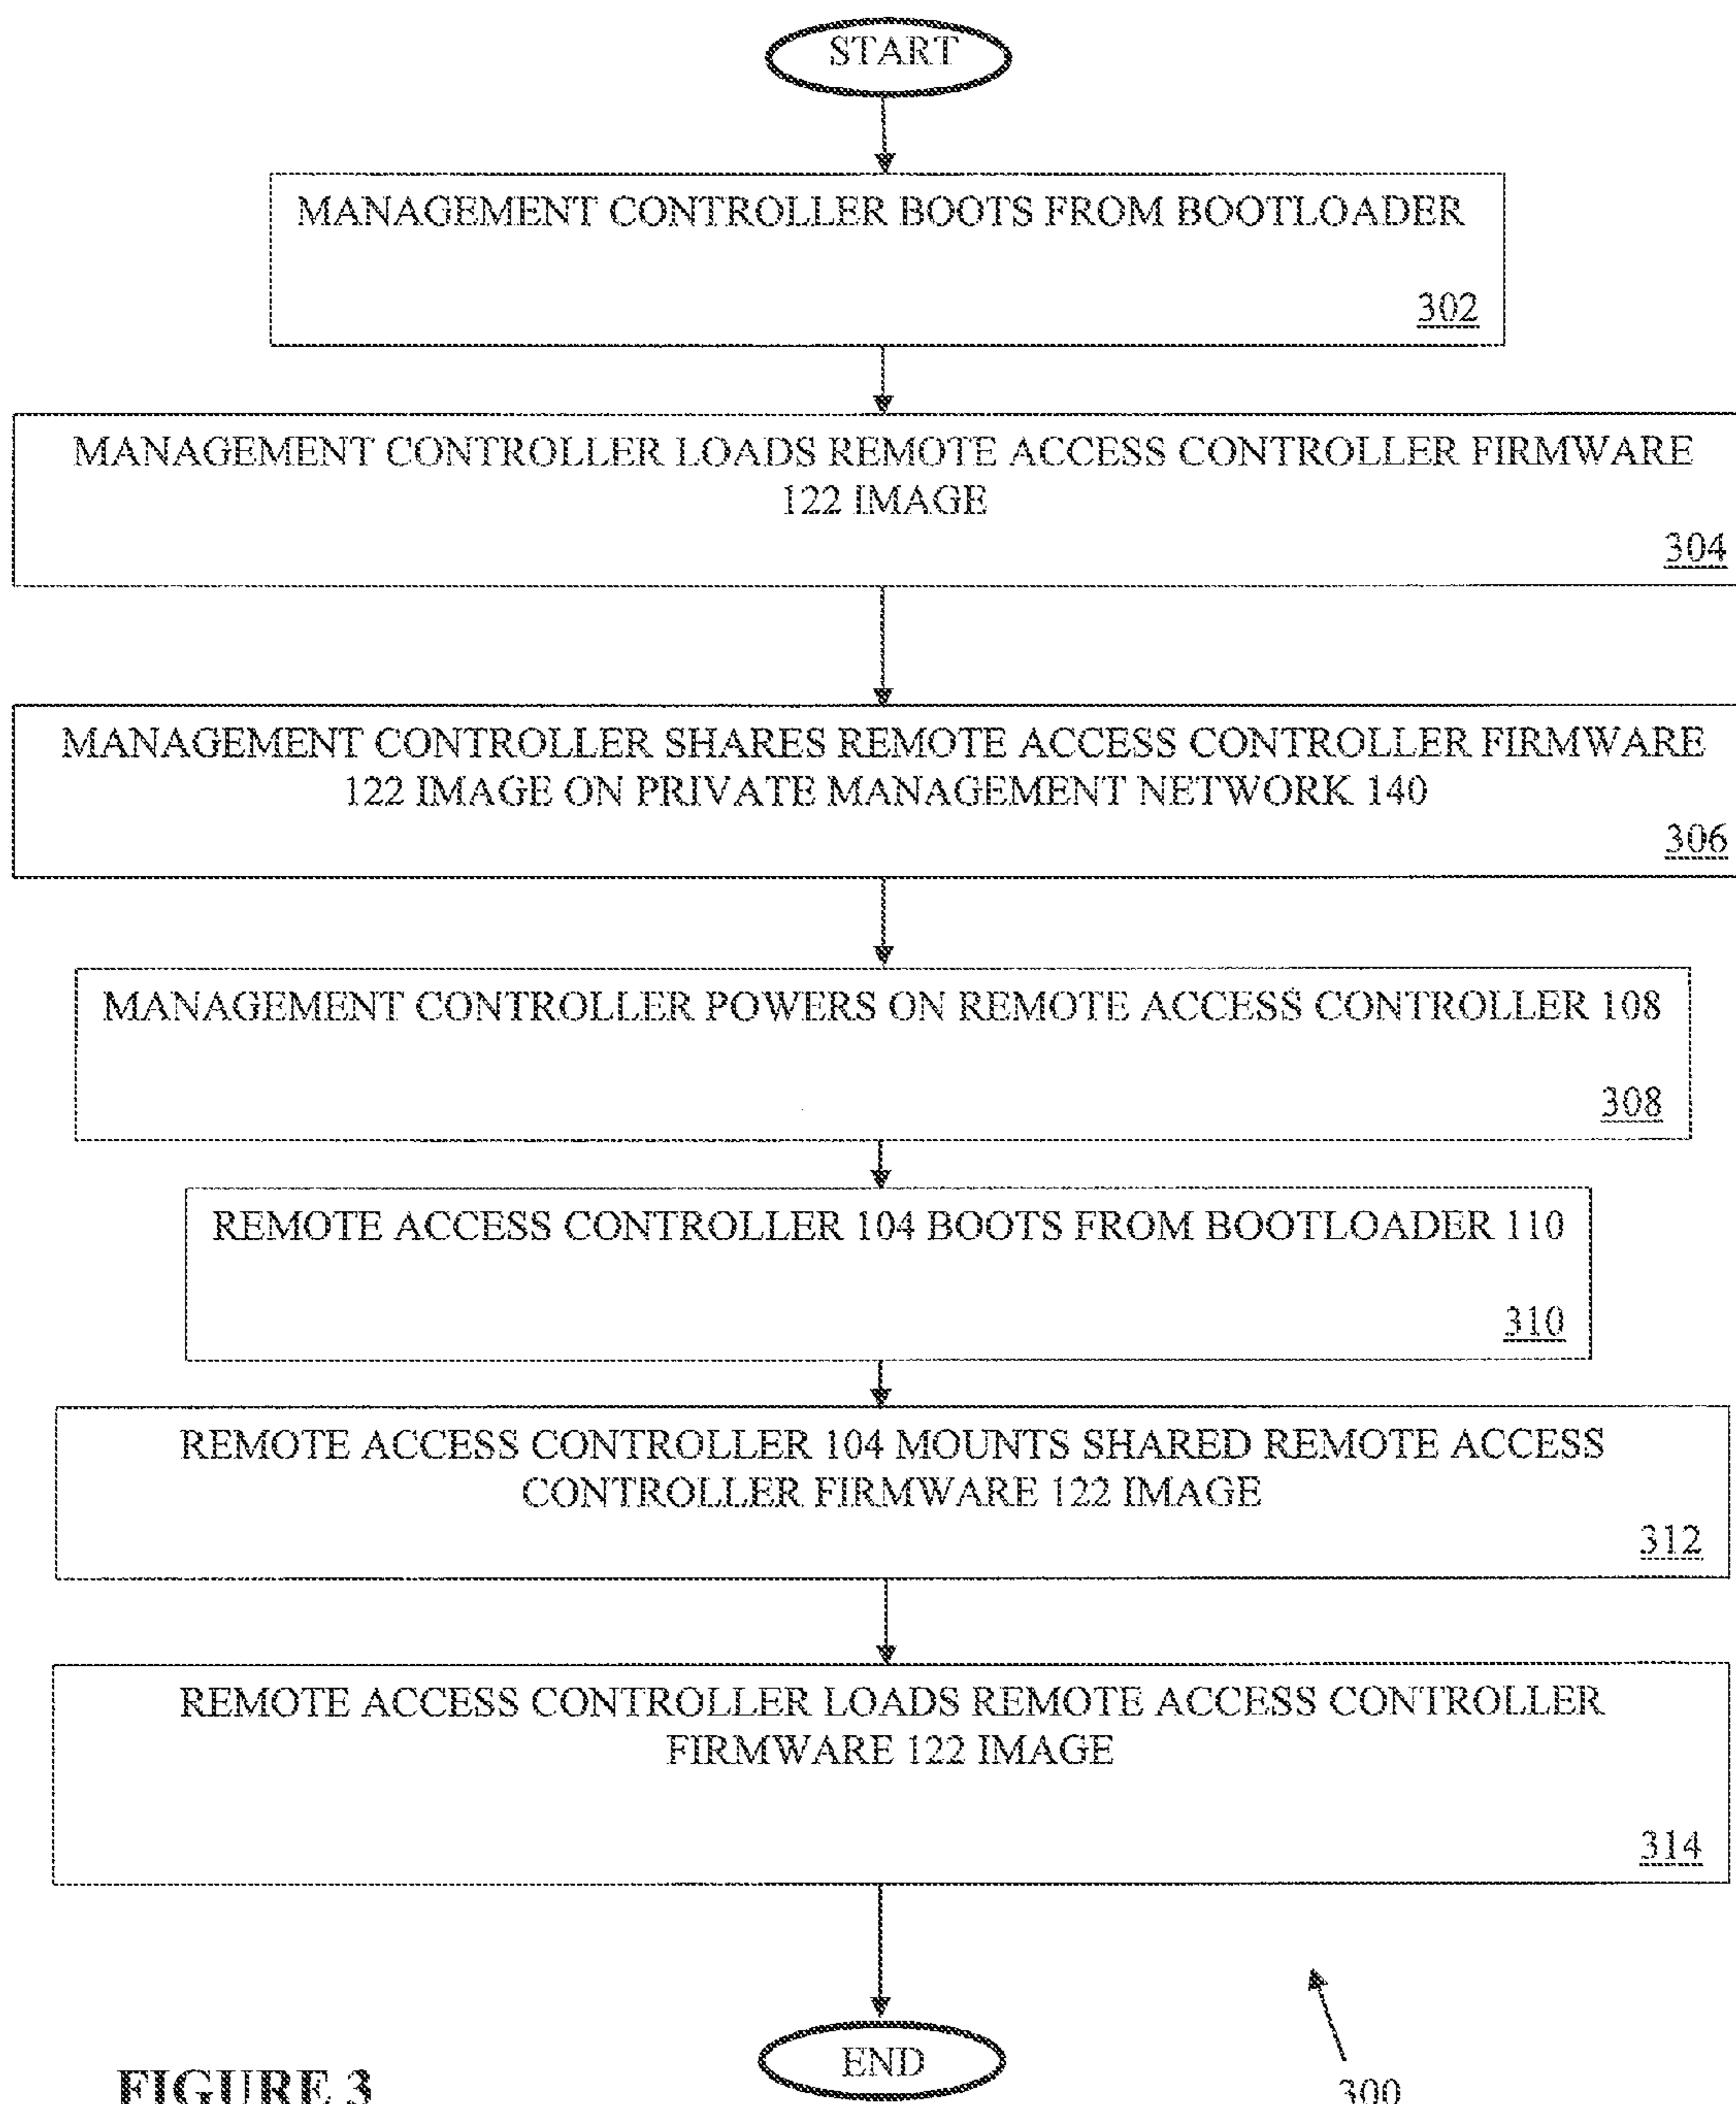 START
MANAGEMENT CONTROLLER BOOTS FROM BOOTLOADER
302
MANAGEMENT CONTROLLER LOADS REMOTE ACCESS CONTROLLER FIRMWARE
122 IMAGE
304
MANAGEMENT CONTROLLER SHARES REMOTE ACCESS CONTROLLER FIRMWARE
122 IMAGE ON PRIVATE MANAGEMENT NETWORK 140
306
MANAGEMENT CONTROLLER POWERS ON REMOTE ACCESS CONTROLLER 108
308
REMOTE ACCESS CONTROLLER 104 BOOTS FROM BOOTLOADER 110
310
REMOTE ACCESS CONTROLLER 104 MOUNTS SHARED REMOTE ACCESS
CONTROLLER FIRMWARE 122 IMAGE
312
REMOTE ACCESS CONTROLLER LOADS REMOTE ACCESS CONTROLLER
FIRMWARE 122 IMAGE
314
END
FIGURE 3
300